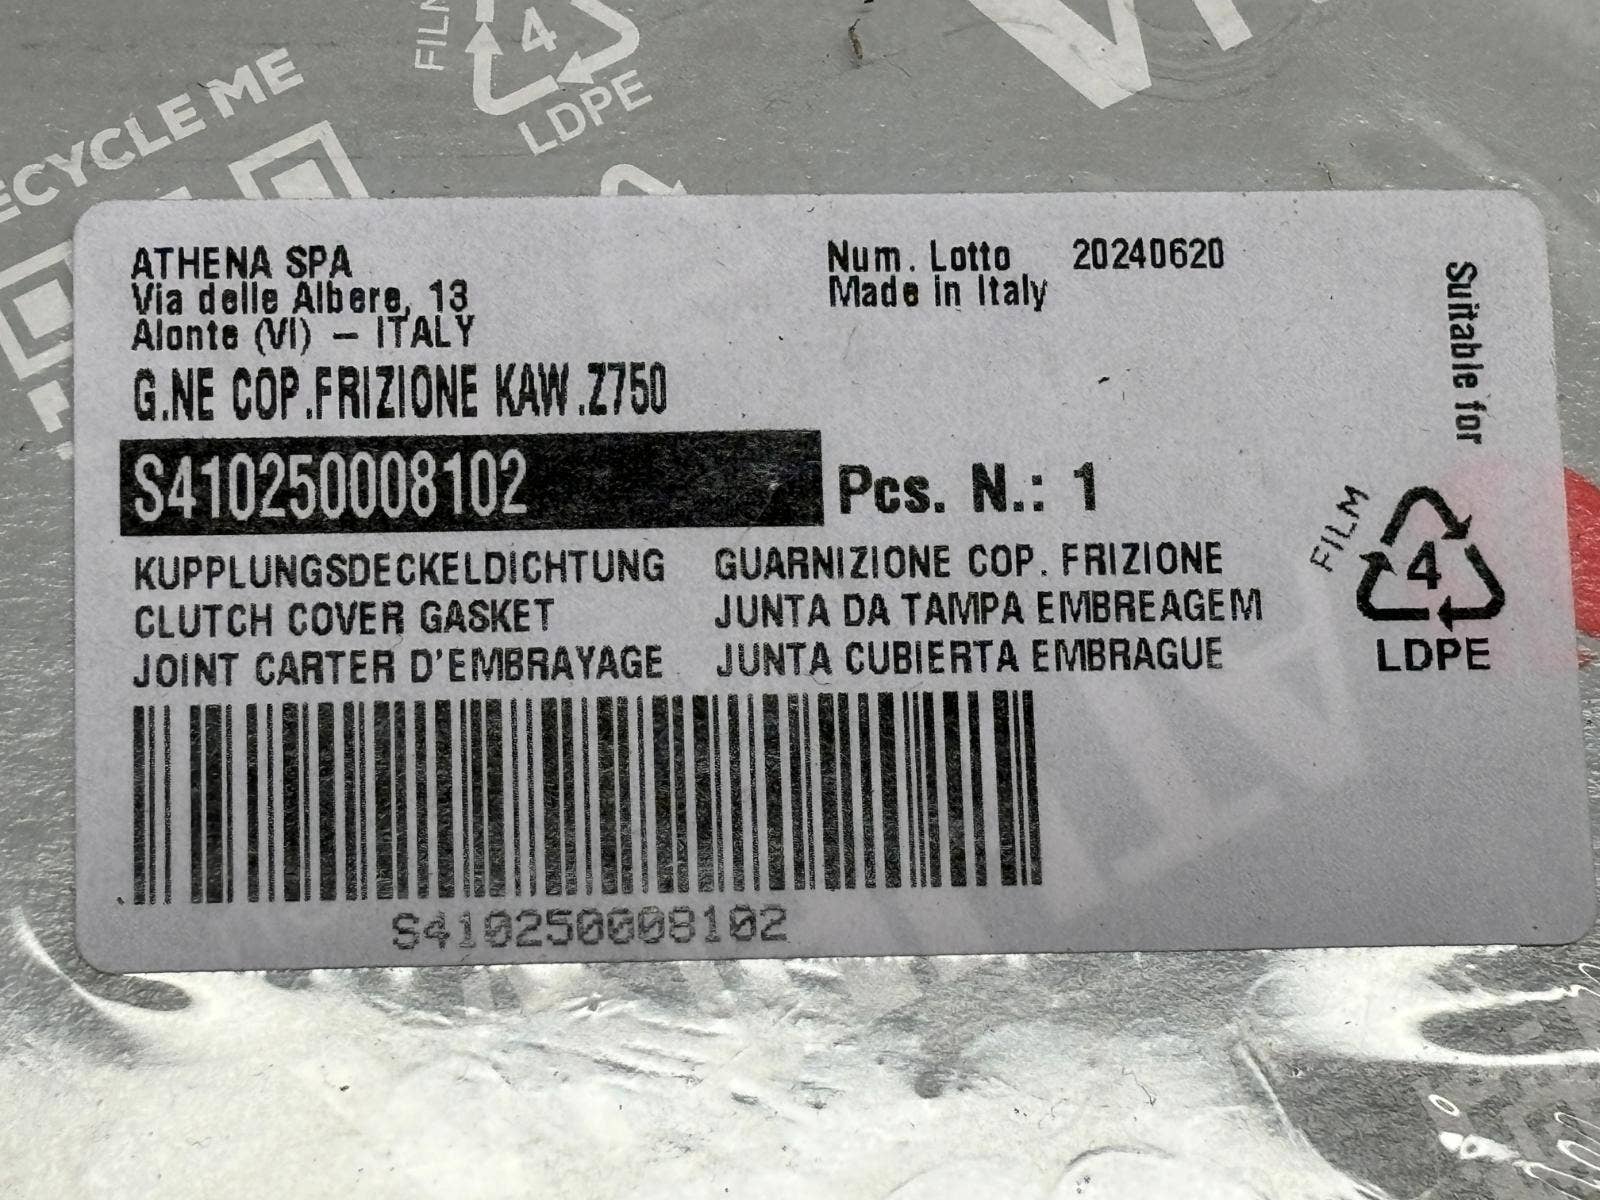 FILM
4
LDPE
ECYCLE ME
ATHENA SPA
Via delle Albere, 13
Alonte (VI) – ITALY
Num. Lotto 20240620
Made in Italy
G.NE COP.FRIZIONE KAW.Z750
S410250008102
Pcs. N.: 1
KUPPLUNGSDECKELDICHTUNG
CLUTCH COVER GASKET
JOINT CARTER D'EMBRAYAGE
GUARNIZIONE COP. FRIZIONE
JUNTA DA TAMPA EMBREAGEM
JUNTA CUBIERTA EMBRAGUE
S410250008102
Suitable for
FILM
4
LDPE